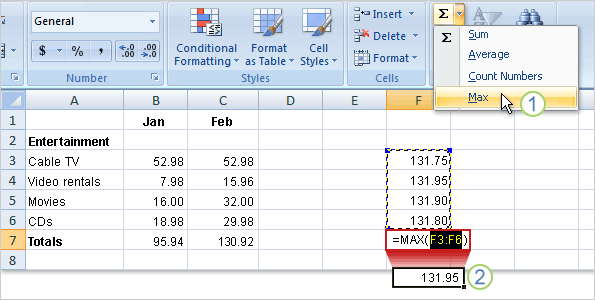 General
$ % , .00
Conditional Formatting
Format as Table
Cell Styles
Number
Styles
Insert
Delete
Format
Cells
Σ
Σ Sum
Average
Count Numbers
Max
1
A B C D E F
1 Jan Feb
2 Entertainment
3 Cable TV 52.98 52.98 131.75
4 Video rentals 7.98 15.96 131.95
5 Movies 16.00 32.00 131.90
6 CDs 18.98 29.98 131.80
7 Totals 95.94 130.92 =MAX(F3:F6)
8
131.95 2